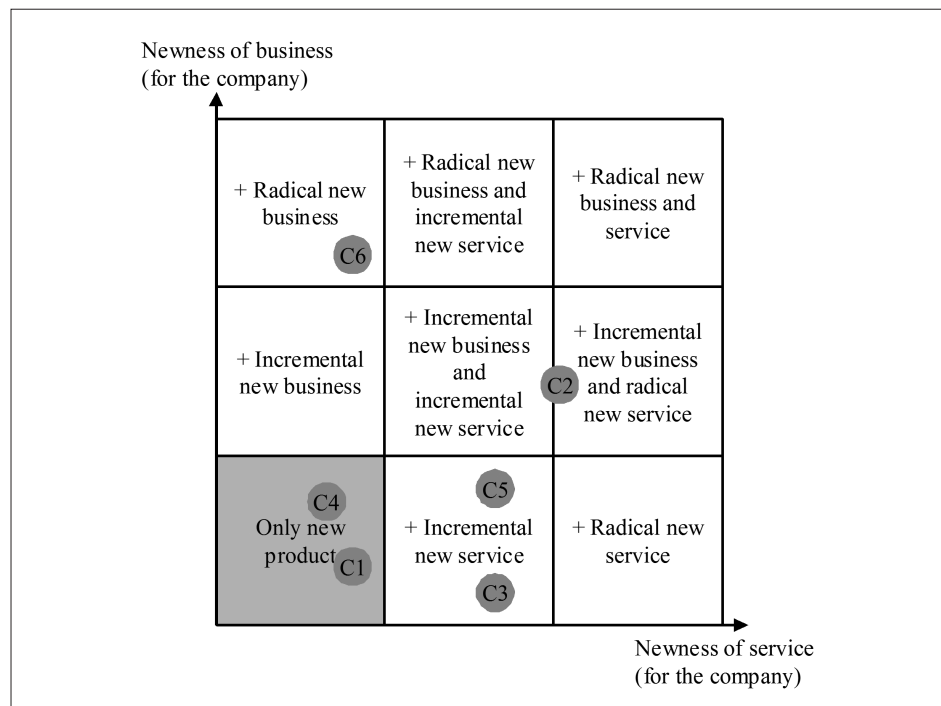 Newness of business
(for the company)
+ Radical new
business
C6
+ Radical new
business and
incremental
new service
+ Radical new
business and
service
+ Incremental
new business
+ Incremental
new business
and
incremental
new service
C2
+ Incremental
new business
and radical
new service
C4
Only new
product
C1
C5
+ Incremental
new service
C3
+ Radical new
service
Newness of service
(for the company)